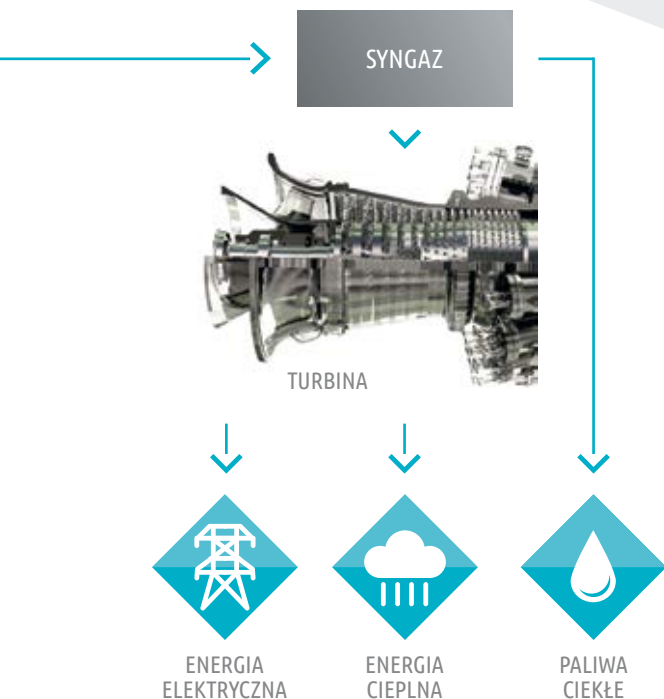 SYNGAZ
TURBINA
ENERGIA
ELEKTRYCZNA
ENERGIA
CIEPLNA
PALIWA
CIEKŁE